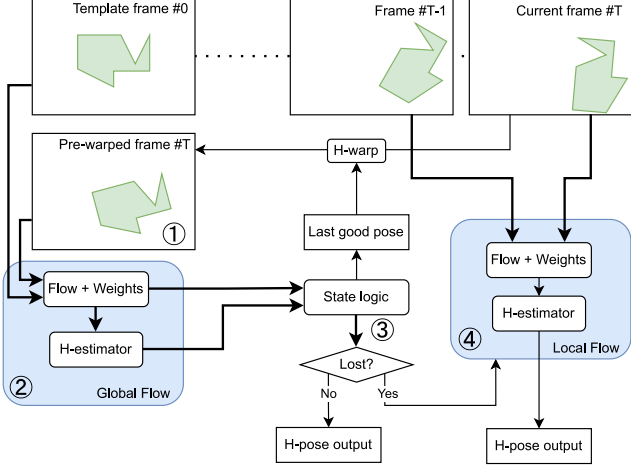 Template frame #0
Frame #T-1
Current frame #T
Pre-warped frame #T
H-warp
①
Last good pose
Flow + Weights
Flow + Weights
State logic
H-estimator
H-estimator
③
④
Local Flow
Lost?
②
Global Flow
No
Yes
H-pose output
H-pose output